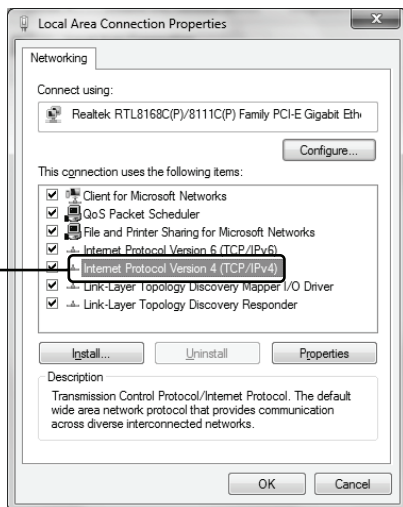 Local Area Connection Properties
Networking
Connect using:
Realtek RTL8168C(P)/8111C(P) Family PCI-E Gigabit Eth
Configure...
This connection uses the following items:
Client for Microsoft Networks
QoS Packet Scheduler
File and Printer Sharing for Microsoft Networks
Internet Protocol Version 6 (TCP/IPv6)
Internet Protocol Version 4 (TCP/IPv4)
Link-Layer Topology Discovery Mapper I/O Driver
Link-Layer Topology Discovery Responder
Install... Uninstall Properties
Description
Transmission Control Protocol/Internet Protocol. The default
wide area network protocol that provides communication
across diverse interconnected networks.
OK Cancel